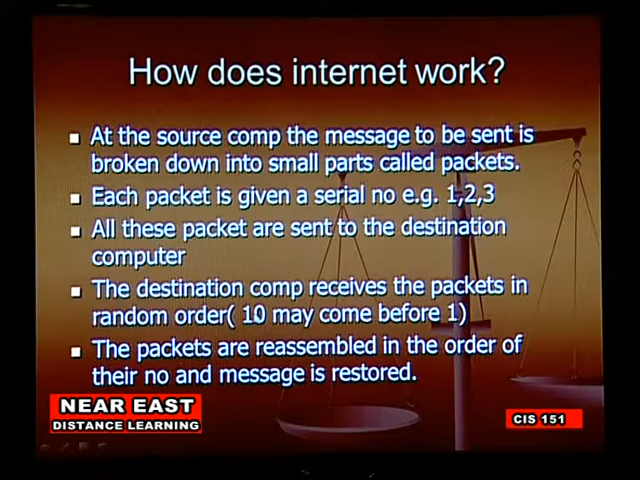 How does internet work?
At the source comp the message to be sent is
broken down into small parts called packets.
Each packet is given a serial no e.g. 1,2,3
All these packet are sent to the destination
computer
The destination comp receives the packets in
random order( 10 may come before 1)
The packets are reassembled in the order of
their no and message is restored.
NEAR EAST
DISTANCE LEARNING
CIS 151